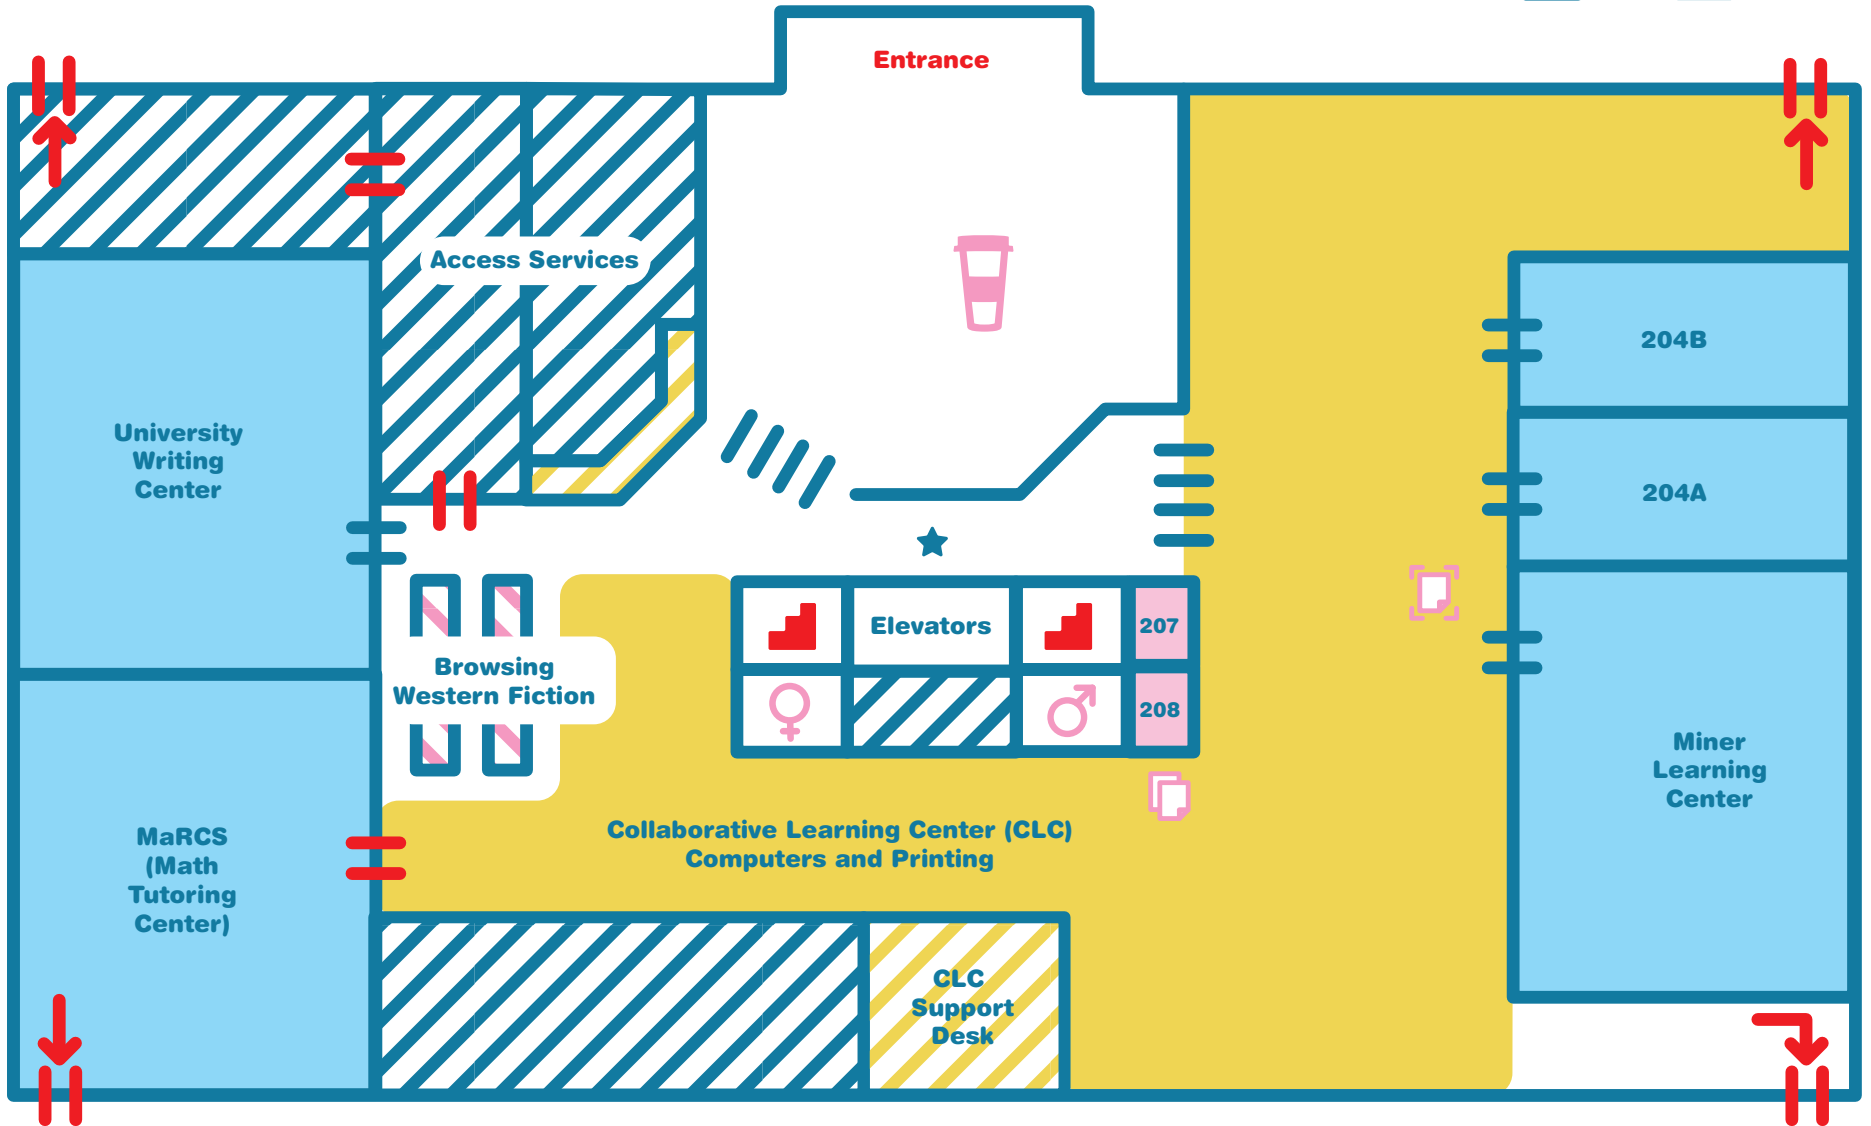 Entrance
Access Services
204B
204A
University
Writing
Center
Elevators
207
208
Browsing
Western Fiction
Miner
Learning
Center
Collaborative Learning Center (CLC)
Computers and Printing
MaRCS
(Math
Tutoring
Center)
CLC
Support
Desk